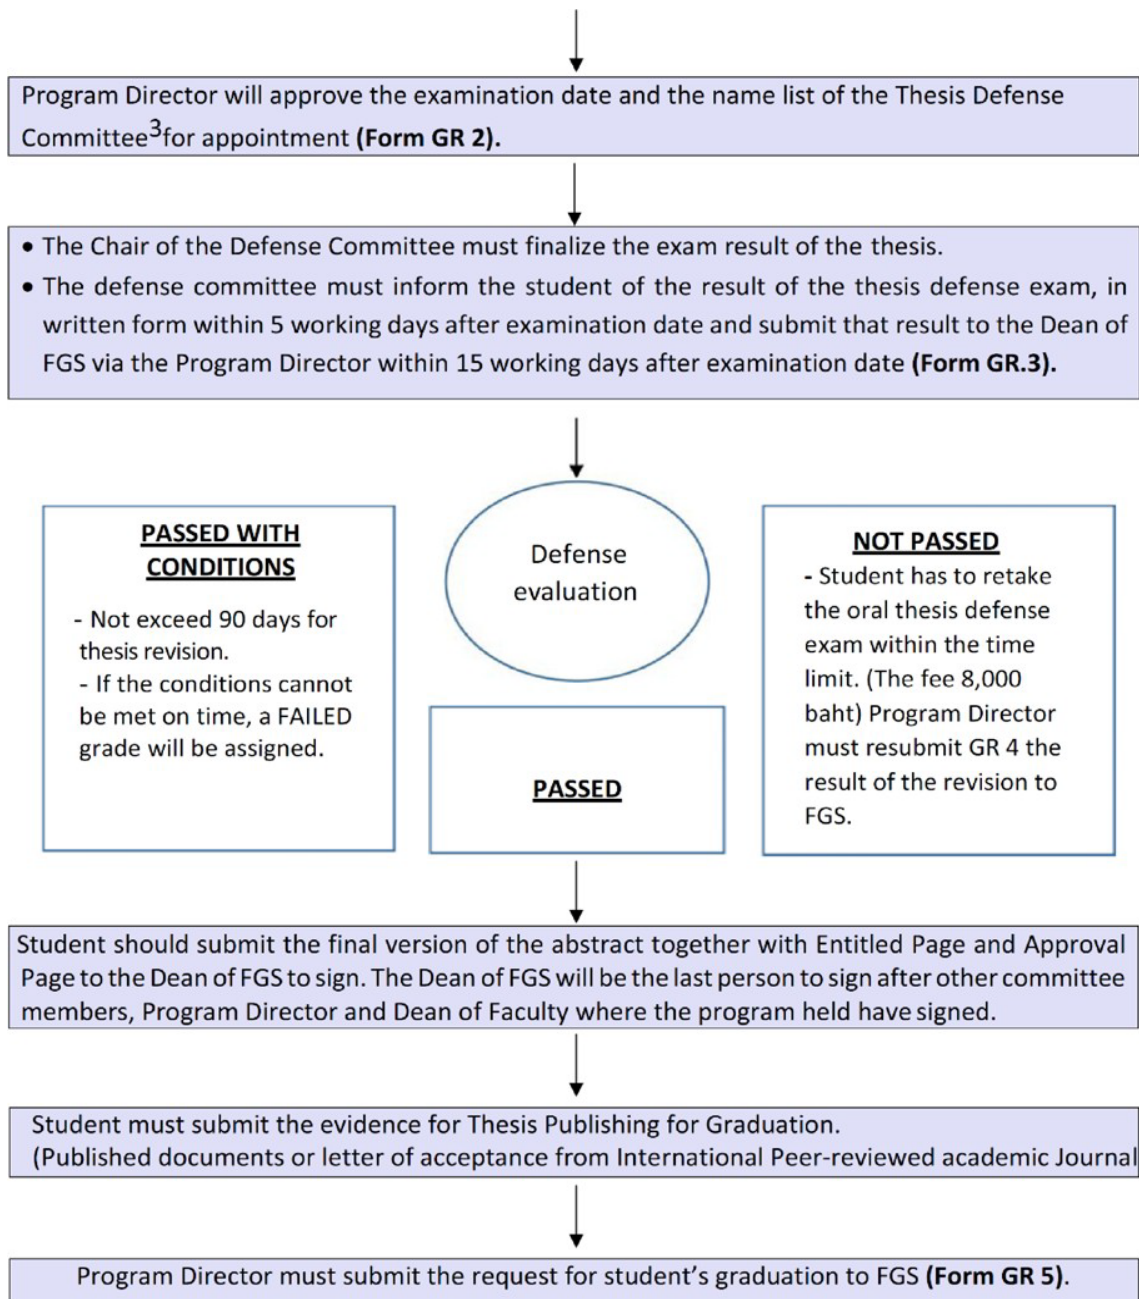 Program Director will approve the examination date and the name list of the Thesis Defense
Committee3for appointment (Form GR 2).
• The Chair of the Defense Committee must finalize the exam result of the thesis.
• The defense committee must inform the student of the result of the thesis defense exam, in
written form within 5 working days after examination date and submit that result to the Dean of
FGS via the Program Director within 15 working days after examination date (Form GR.3).
PASSED WITH
CONDITIONS
- Not exceed 90 days for
thesis revision.
- If the conditions cannot
be met on time, a FAILED
grade will be assigned.
Defense
evaluation
PASSED
NOT PASSED
- Student has to retake
the oral thesis defense
exam within the time
limit. (The fee 8,000
baht) Program Director
must resubmit GR 4 the
result of the revision to
FGS.
Student should submit the final version of the abstract together with Entitled Page and Approval
Page to the Dean of FGS to sign. The Dean of FGS will be the last person to sign after other committee
members, Program Director and Dean of Faculty where the program held have signed.
Student must submit the evidence for Thesis Publishing for Graduation.
(Published documents or letter of acceptance from International Peer-reviewed academic Journal
Program Director must submit the request for student’s graduation to FGS (Form GR 5).